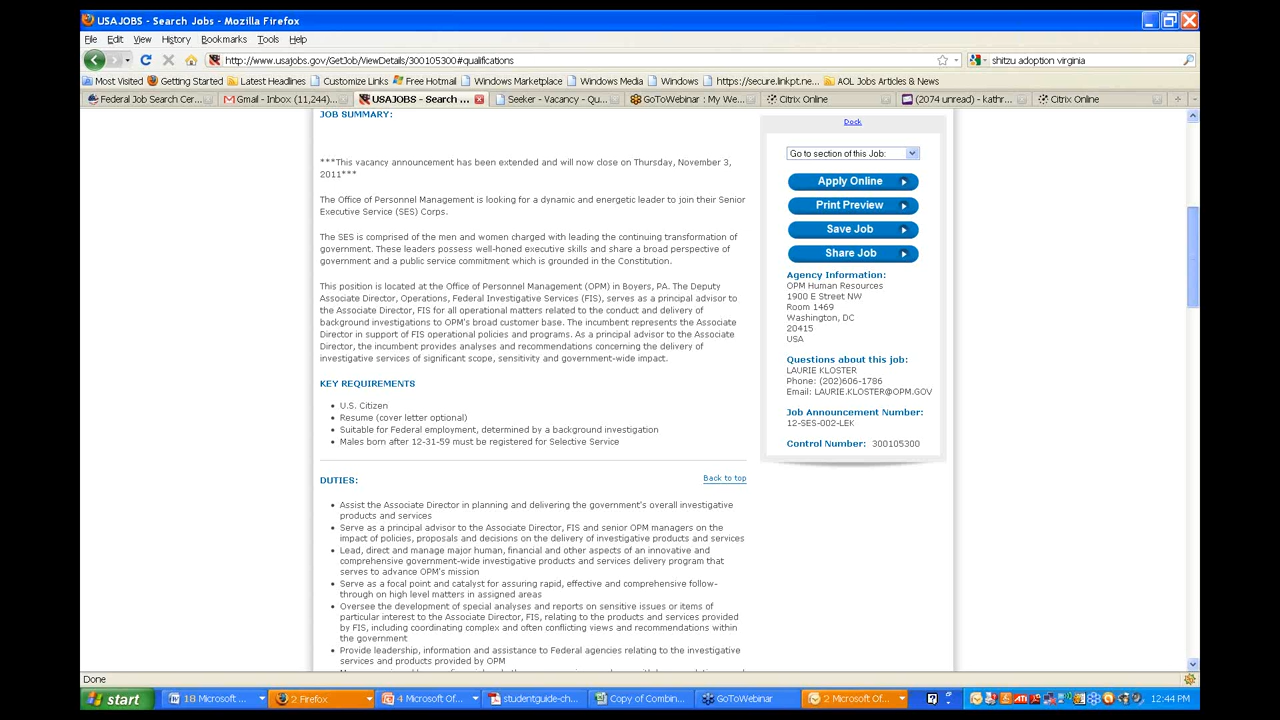 USAJOBS - Search Jobs - Mozilla Firefox
File Edit View History Bookmarks Tools Help
http://www.usajobs.gov/GetJob/ViewDetails/300105300#qualifications
shitzu adoption virginia
Most Visited Getting Started Latest Headlines Customize Links Free Hotmail Windows Marketplace Windows Media Windows https://secure.linkpt.ne... AOL Jobs Articles & News
Federal Job Search Cer... Gmail - Inbox (11,244)... USAJOBS - Search ... Seeker - Vacancy - Qu... GoToWebinar : My We... Citrix Online (2074 unread) - kathr... Citrix Online
JOB SUMMARY:
***This vacancy announcement has been extended and will now close on Thursday, November 3,
2011***
The Office of Personnel Management is looking for a dynamic and energetic leader to join their Senior
Executive Service (SES) Corps.
The SES is comprised of the men and women charged with leading the continuing transformation of
government. These leaders possess well-honed executive skills and share a broad perspective of
government and a public service commitment which is grounded in the Constitution.
This position is located at the Office of Personnel Management (OPM) in Boyers, PA. The Deputy
Associate Director, Operations, Federal Investigative Services (FIS), serves as a principal advisor to
the Associate Director, FIS for all operational matters related to the conduct and delivery of
background investigations to OPM's broad customer base. The incumbent represents the Associate
Director in support of FIS operational policies and programs. As a principal advisor to the Associate
Director, the incumbent provides analyses and recommendations concerning the delivery of
investigative services of significant scope, sensitivity and government-wide impact.
KEY REQUIREMENTS
• U.S. Citizen
• Resume (cover letter optional)
• Suitable for Federal employment, determined by a background investigation
• Males born after 12-31-59 must be registered for Selective Service
DUTIES:
Back to top
• Assist the Associate Director in planning and delivering the government's overall investigative
products and services
• Serve as a principal advisor to the Associate Director, FIS and senior OPM managers on the
impact of policies, proposals and decisions on the delivery of investigative products and services
• Lead, direct and manage major human, financial and other aspects of an innovative and
comprehensive government-wide investigative products and services delivery program that
serves to advance OPM's mission
• Serve as a focal point and catalyst for assuring rapid, effective and comprehensive follow-
through on high level matters in assigned areas
• Oversee the development of special analyses and reports on sensitive issues or items of
particular interest to the Associate Director, FIS, relating to the products and services provided
by FIS, including coordinating complex and often conflicting views and recommendations within
the government
• Provide leadership, information and assistance to Federal agencies relating to the investigative
services and products provided by OPM
Dock
Go to section of this Job:
Apply Online
Print Preview
Save Job
Share Job
Agency Information:
OPM Human Resources
1900 E Street NW
Room 1469
Washington, DC
20415
USA
Questions about this job:
LAURIE KLOSTER
Phone: (202)606-1786
Email: LAURIE.KLOSTER@OPM.GOV
Job Announcement Number:
12-SES-002-LEK
Control Number: 300105300
Done
start 18 Microsoft ... 2 Firefox 4 Microsoft Of... studentguide-ch... Copy of Combin... GoToWebinar 2 Microsoft Of... 12:44 PM